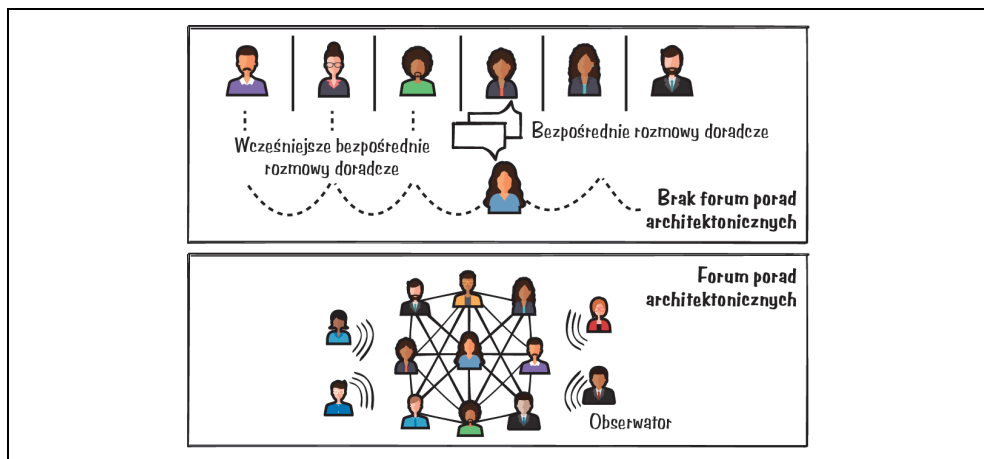 Wcześniejsze bezpośrednie
rozmowy doradcze
Bezpośrednie rozmowy doradcze
Brak forum porad
architektonicznych
Forum porad
architektonicznych
Obserwator